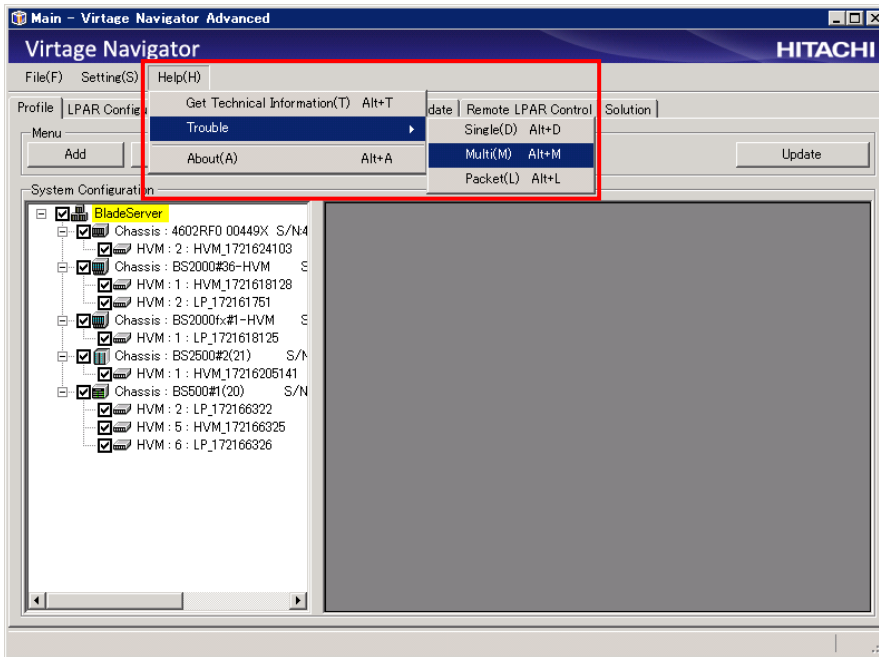 Main - Virtage Navigator Advanced
Virtage Navigator
HITACHI
File(F) Setting(S) Help(H)
Profile LPAR Configu date Remote LPAR Control Solution
Get Technical Information(T) Alt+T
Trouble
About(A) Alt+A
Single(D) Alt+D
Multi(M) Alt+M
Packet(L) Alt+L
Menu
Add
Update
System Configuration
BladeServer
Chassis : 4602RF0 00449X S/N:4
HVM : 2 : HVM_1721624103
Chassis : BS2000#36-HVM S
HVM : 1 : HVM_1721618128
HVM : 2 : LP_172161751
Chassis : BS2000fx#1-HVM S
HVM : 1 : LP_1721618125
Chassis : BS2500#2(21) S/N
HVM : 1 : HVM_17216205141
Chassis : BS500#1(20) S/N
HVM : 2 : LP_172166322
HVM : 5 : HVM_172166325
HVM : 6 : LP_172166326